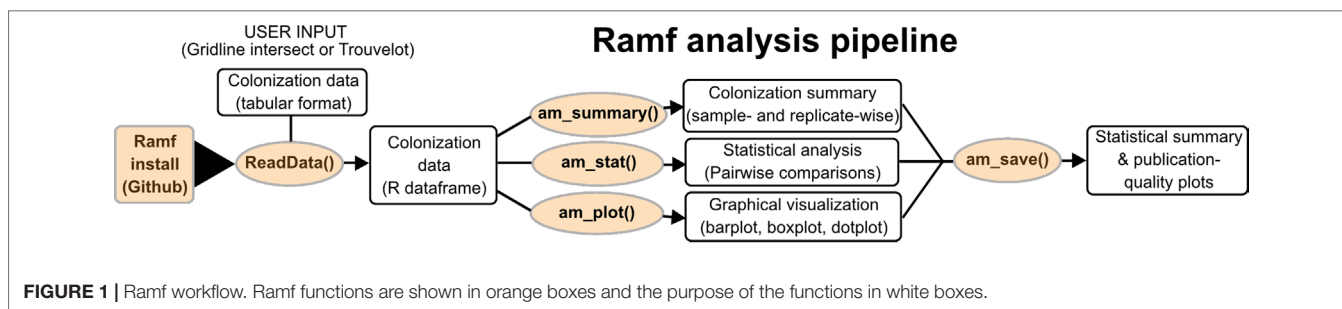 USER INPUT
(Gridline intersect or Trouvelot)
Ramf analysis pipeline
Colonization data
(tabular format)
Ramf
install
(Github)
ReadData()
Colonization
data
(R dataframe)
am_summary()
Colonization summary
(sample- and replicate-wise)
am_stat()
Statistical analysis
(Pairwise comparisons)
am_plot()
Graphical visualization
(barplot, boxplot, dotplot)
am_save()
Statistical summary
& publication-
quality plots
FIGURE 1 | Ramf workflow. Ramf functions are shown in orange boxes and the purpose of the functions in white boxes.